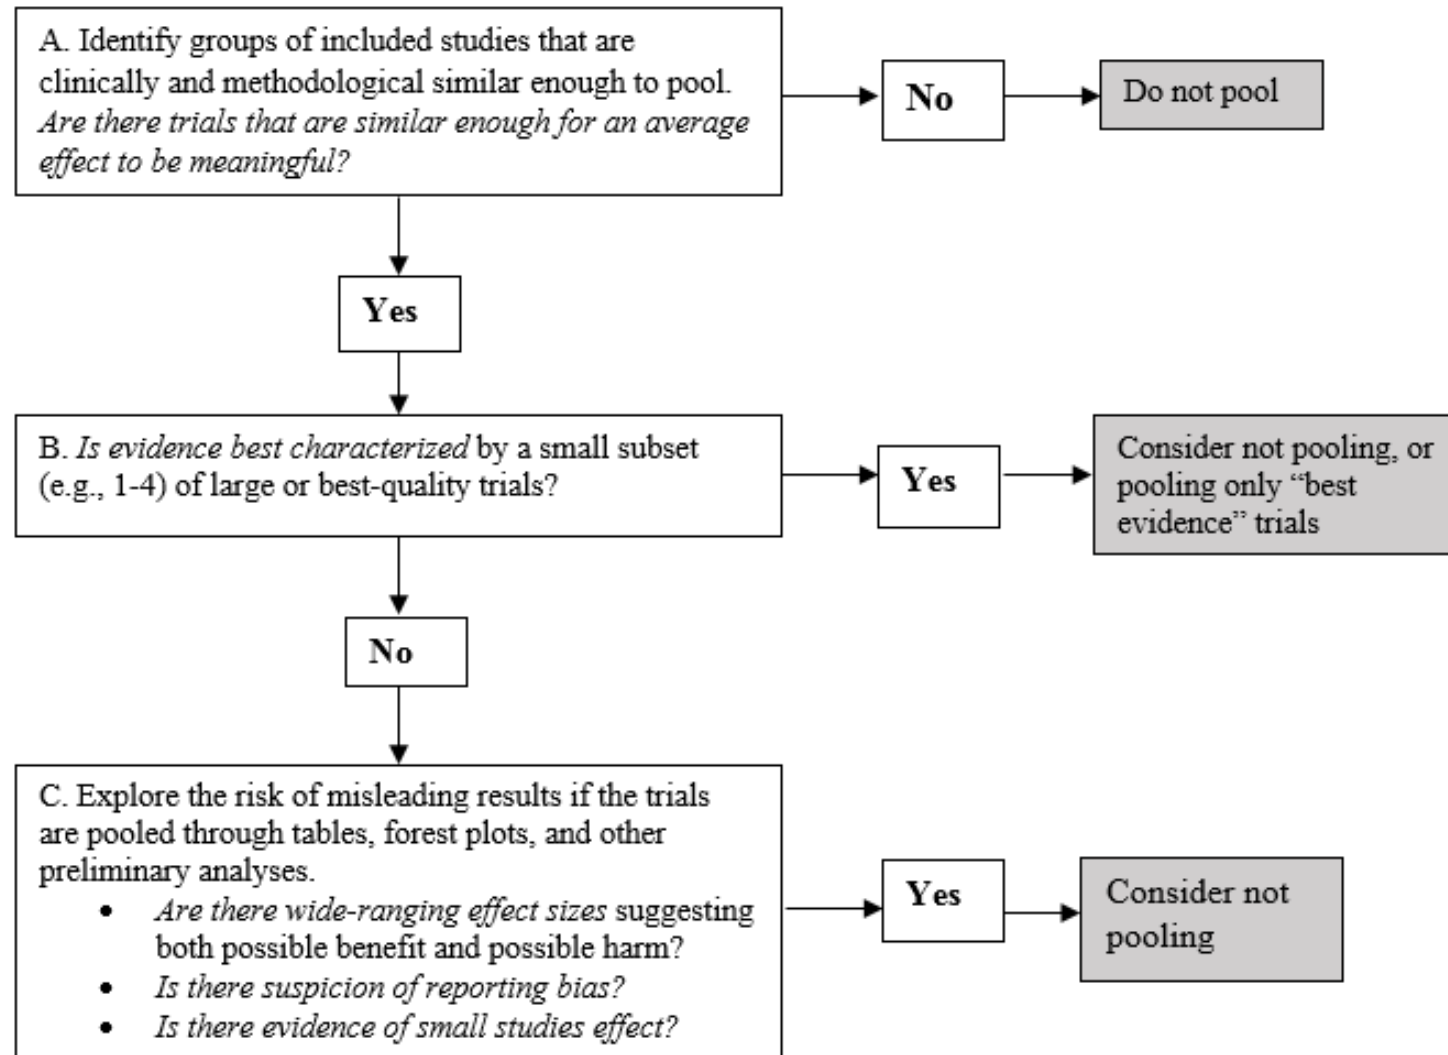 A. Identify groups of included studies that are
clinically and methodological similar enough to pool.
Are there trials that are similar enough for an average
effect to be meaningful?
No
Do not pool
Yes
B. Is evidence best characterized by a small subset
(e.g., 1-4) of large or best-quality trials?
Yes
Consider not pooling, or
pooling only “best
evidence” trials
No
C. Explore the risk of misleading results if the trials
are pooled through tables, forest plots, and other
preliminary analyses.
• Are there wide-ranging effect sizes suggesting
both possible benefit and possible harm?
• Is there suspicion of reporting bias?
• Is there evidence of small studies effect?
Yes
Consider not
pooling